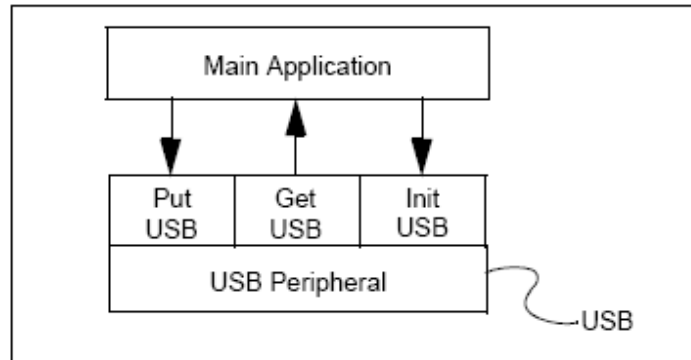 Main Application
Put Get Init
USB USB USB
USB Peripheral
USB